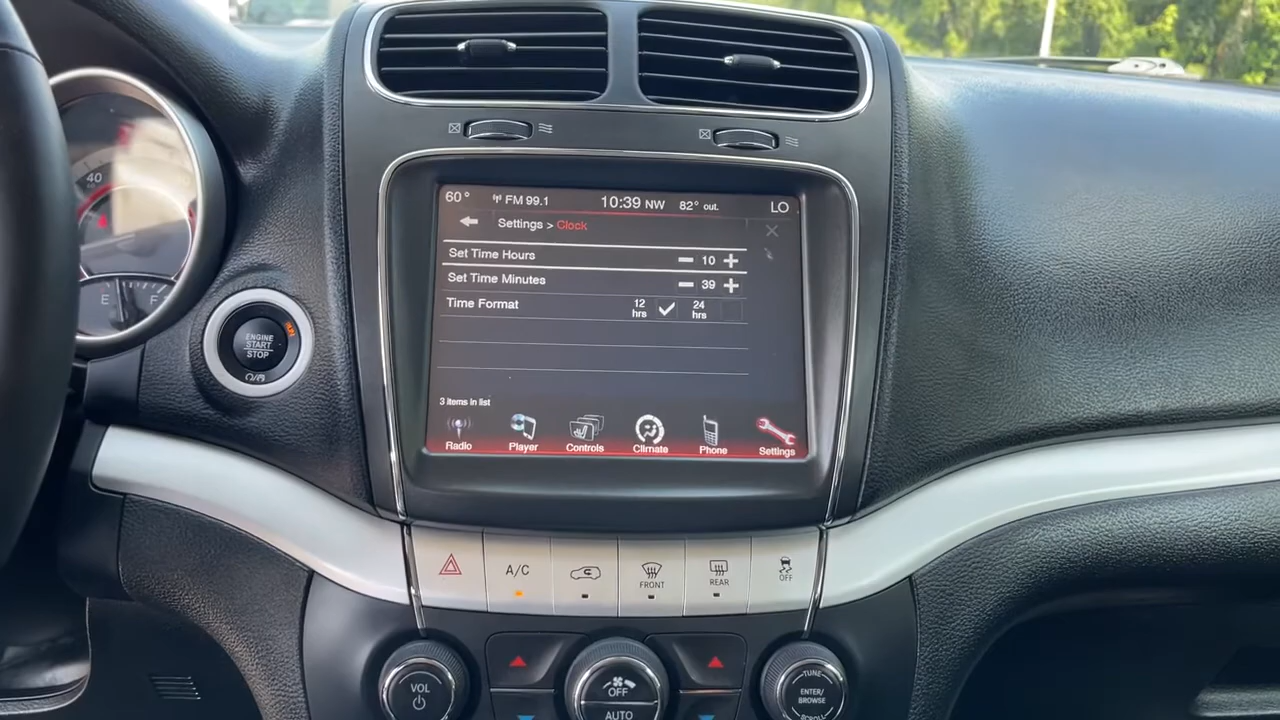 60° FM 99.1 10:39 NW 82° out. LO
Settings > Clock
Set Time Hours 10
Set Time Minutes 39
Time Format 12 hrs 24 hrs
3 items in list
Radio Player Controls Climate Phone Settings
40
E F
ENGINE
START
STOP
A/C
FRONT
REAR
OFF
VOL
OFF
AUTO
TUNE
ENTER/
BROWSE
SCROLL